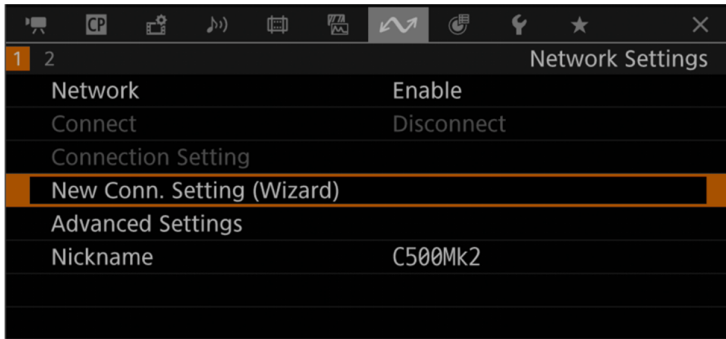 CP
1 2 Network Settings
Network Enable
Connect Disconnect
Connection Setting
New Conn. Setting (Wizard)
Advanced Settings
Nickname C500Mk2